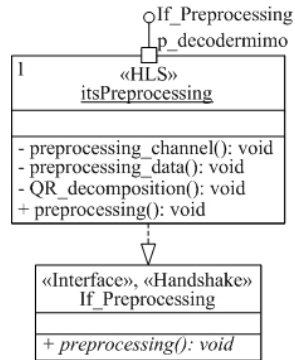 If_Preprocessing
p_decodermimo
1
«HLS»
itsPreprocessing
- preprocessing_channel(): void
- preprocessing_data(): void
- QR_decomposition(): void
+ preprocessing(): void
«Interface», «Handshake»
If_Preprocessing
+ preprocessing(): void